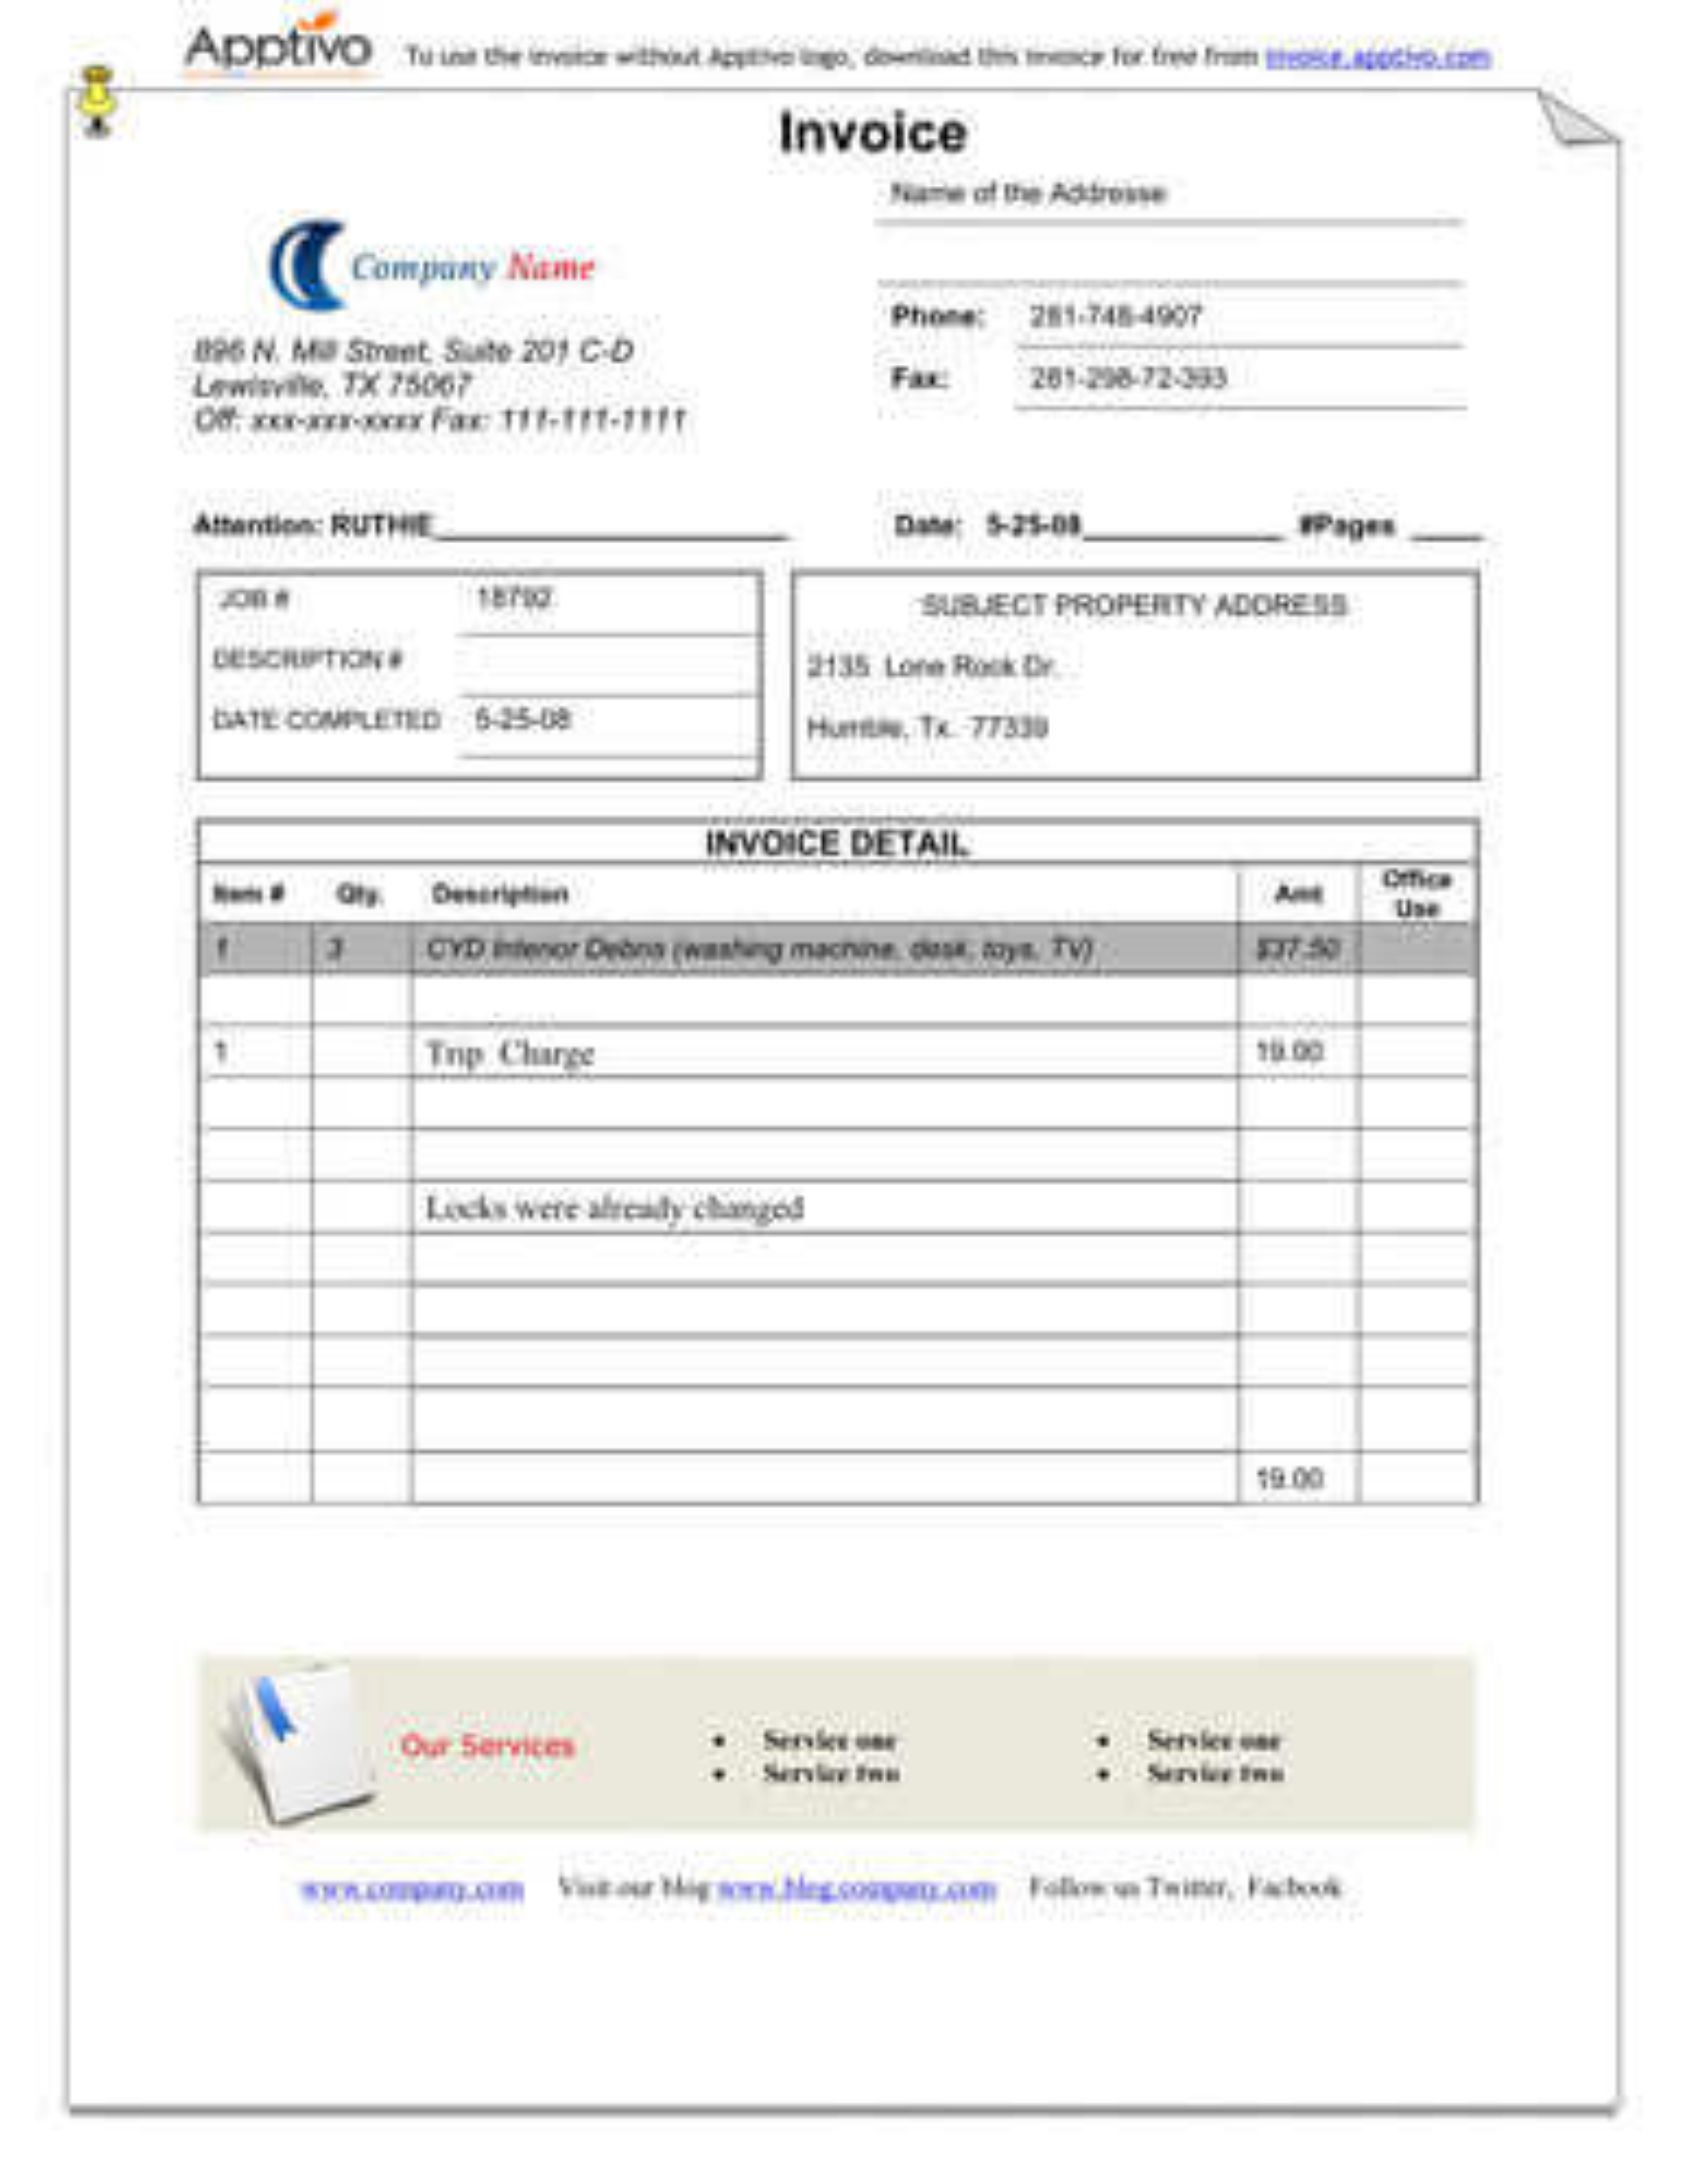 Apptivo To use the invoice without Apptivo logo, download this invoice for free from invoice.apptivo.com
Invoice
Name of the Addresse
Company Name
Phone: 281-748-4907
896 N. Mill Street, Suite 201 C-D
Fax: 281-298-72-393
Lewisville, TX 75067
Off: xxx-xxx-xxxx Fax: 111-111-1111
Attention: RUTHIE Date: 5-25-08 #Pages
JOB # 18792
SUBJECT PROPERTY ADDRESS
DESCRIPTION #
2135 Lone Rock Dr.
DATE COMPLETED 5-25-08
Humble, Tx. 77339
INVOICE DETAIL
Item # Qty. Description Amt Office Use
1 3 CYD Interior Debris (washing machine, desk, toys, TV) $37.50
1 Trip Charge 19.00
Locks were already changed
19.00
Our Services
• Service one • Service one
• Service two • Service two
www.company.com Visit our blog www.blog.company.com Follow us Twitter, Facbook